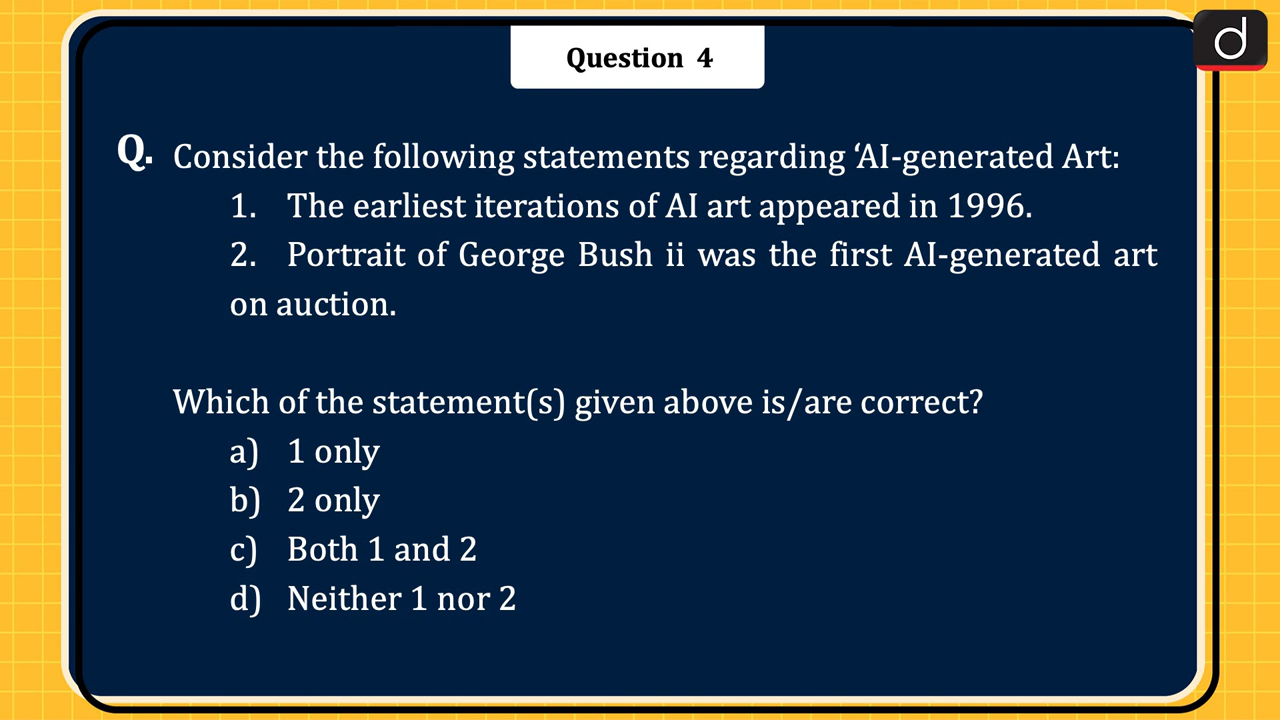 d
Question 4
Q. Consider the following statements regarding ‘AI-generated Art:
1. The earliest iterations of AI art appeared in 1996.
2. Portrait of George Bush ii was the first AI-generated art
on auction.
Which of the statement(s) given above is/are correct?
a) 1 only
b) 2 only
c) Both 1 and 2
d) Neither 1 nor 2